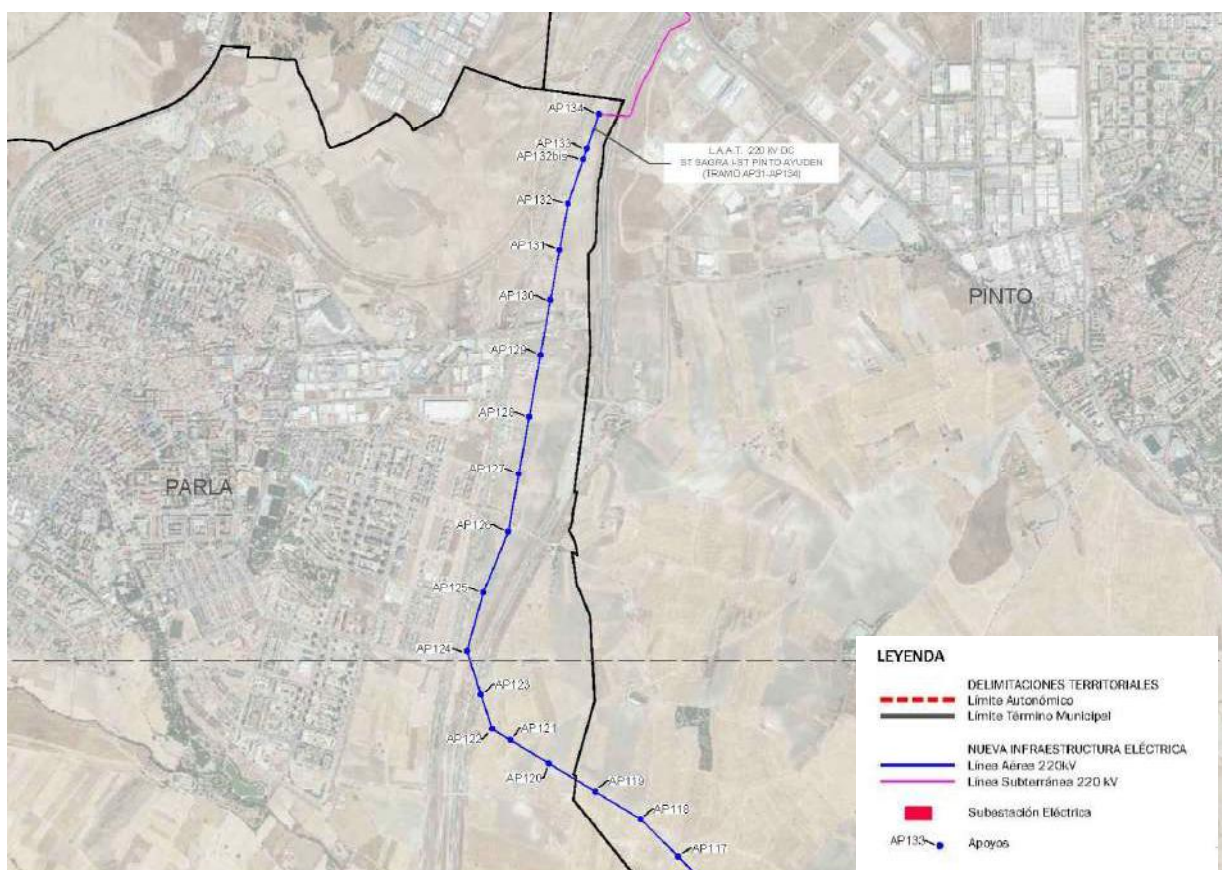 AP134
AP133
AP132bis
L.A.A.T. 220 kV DC
ST SAGRA I-ST PINTO AYUDEN
(TRAMO AP31-AP134)
AP132
AP131
AP130
PINTO
AP129
AP128
AP127
PARLA
AP126
AP125
AP124
AP123
AP122
AP121
AP120
AP119
AP118
AP117
LEYENDA
DELIMITACIONES TERRITORIALES
Límite Autonómico
Límite Término Municipal
NUEVA INFRAESTRUCTURA ELÉCTRICA
Línea Aérea 220kV
Línea Subterránea 220 kV
Subestación Eléctrica
AP133
Apoyos